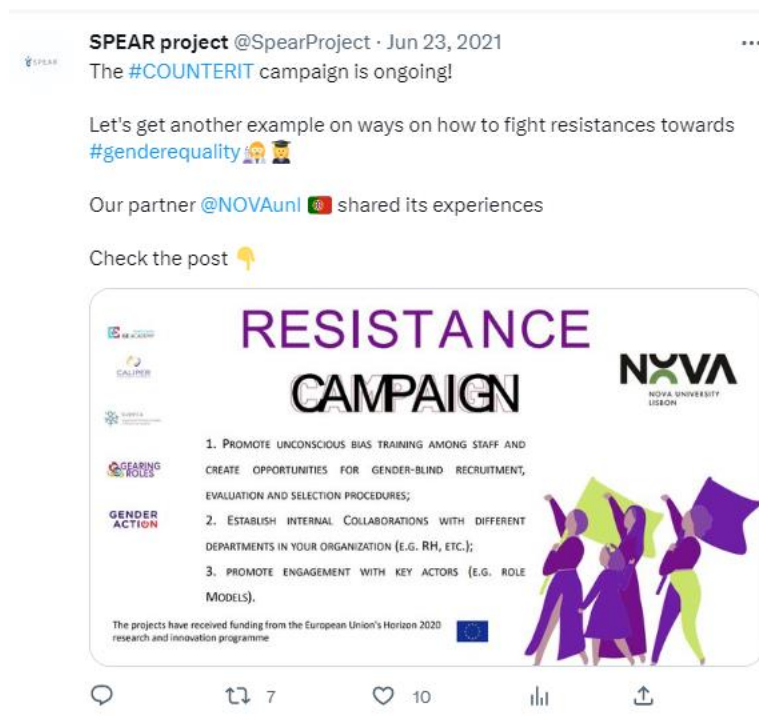 SPEAR project @SpearProject · Jun 23, 2021
SPEAR
The #COUNTERIT campaign is ongoing!
Let's get another example on ways on how to fight resistances towards
#genderequality
Our partner @NOVAunl shared its experiences
Check the post
RESISTANCE
CAMPAIGN
CALIPER
GEARING
ROLES
GENDER
ACTION
NOVA
NOVA UNIVERSITY
LISBON
1. PROMOTE UNCONSCIOUS BIAS TRAINING AMONG STAFF AND
CREATE OPPORTUNITIES FOR GENDER-BLIND RECRUITMENT,
EVALUATION AND SELECTION PROCEDURES;
2. ESTABLISH INTERNAL COLLABORATIONS WITH DIFFERENT
DEPARTMENTS IN YOUR ORGANIZATION (E.G. RH, ETC.);
3. PROMOTE ENGAGEMENT WITH KEY ACTORS (E.G. ROLE
MODELS).
The projects have received funding from the European Union's Horizon 2020
research and innovation programme
7
10